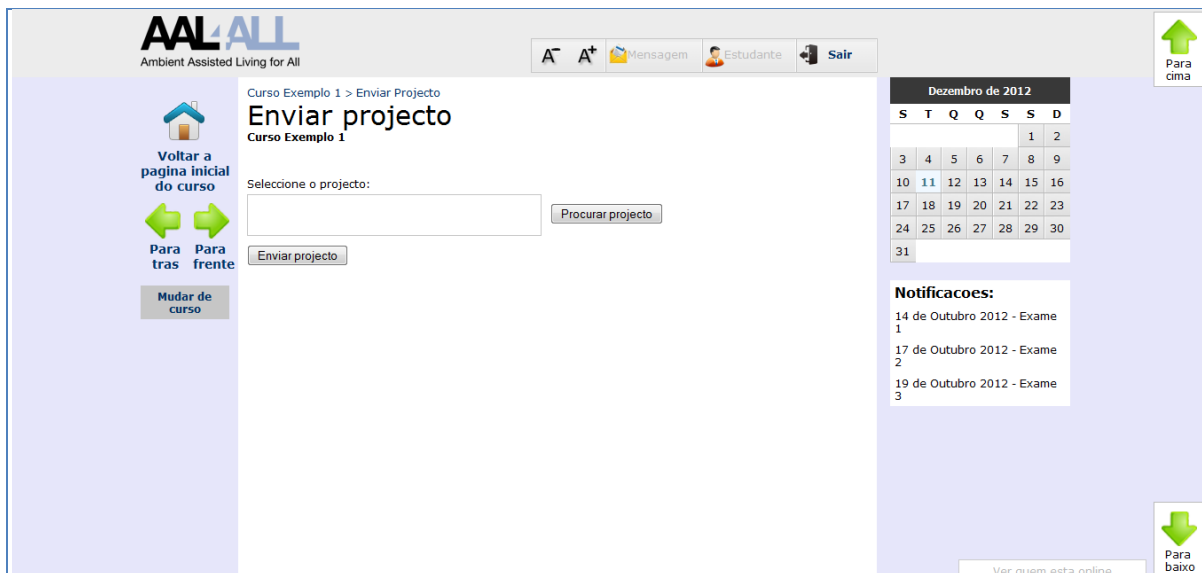 AAL4ALL
Ambient Assisted Living for All
A- A+ Mensagem Estudante Sair
Para
cima
Voltar a
pagina inicial
do curso
Para Para
tras frente
Mudar de
curso
Curso Exemplo 1 > Enviar Projecto
Enviar projecto
Curso Exemplo 1
Seleccione o projecto:
Procurar projecto
Enviar projecto
Dezembro de 2012
S T Q Q S S D
1 2
3 4 5 6 7 8 9
10 11 12 13 14 15 16
17 18 19 20 21 22 23
24 25 26 27 28 29 30
31
Notificacoes:
14 de Outubro 2012 - Exame
1
17 de Outubro 2012 - Exame
2
19 de Outubro 2012 - Exame
3
Ver quem esta online
Para
baixo